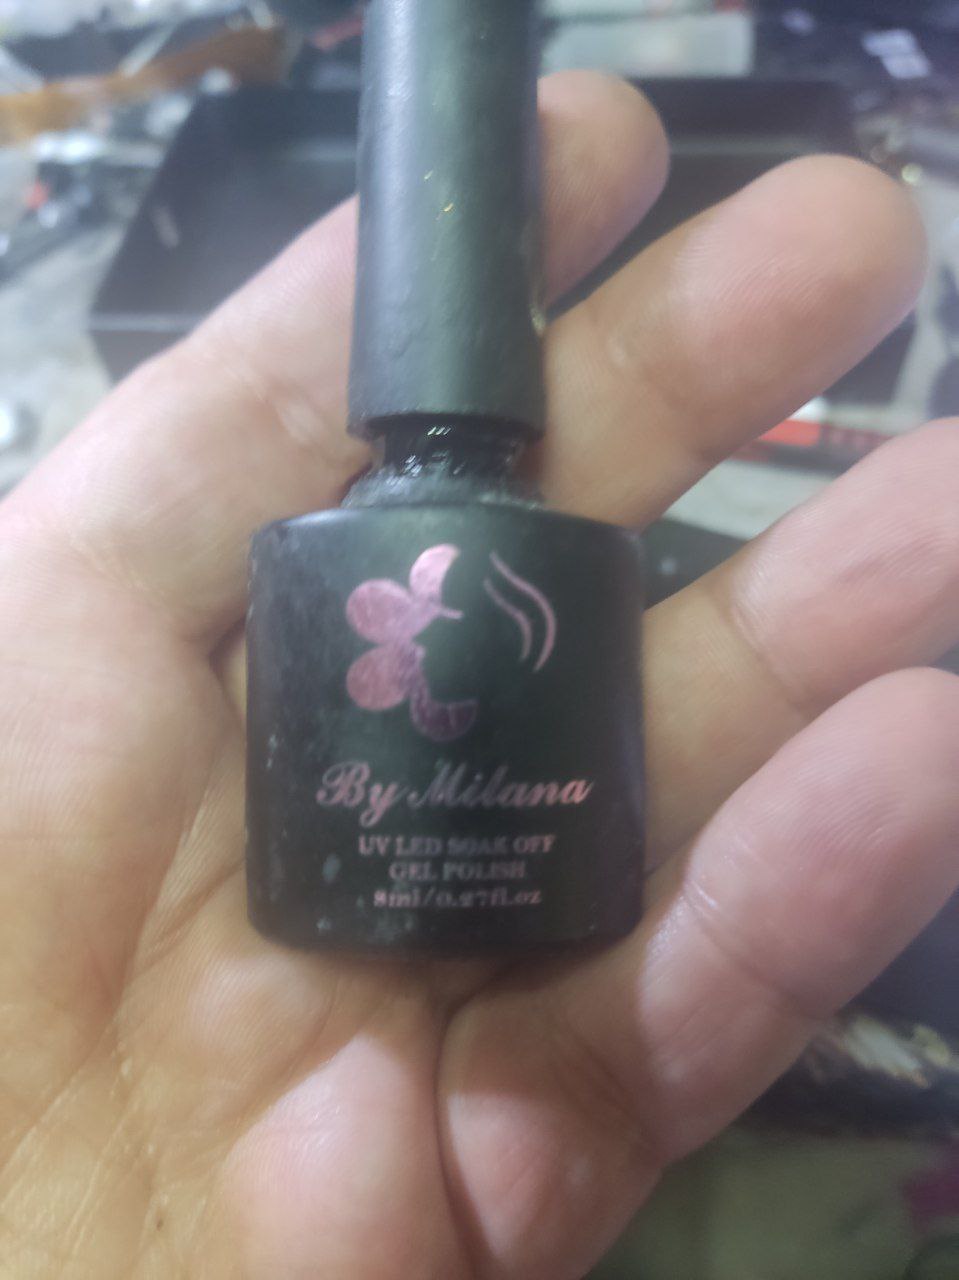 By Milana
UV LED SOAK OFF
GEL POLISH
8ml/0.27fl.oz